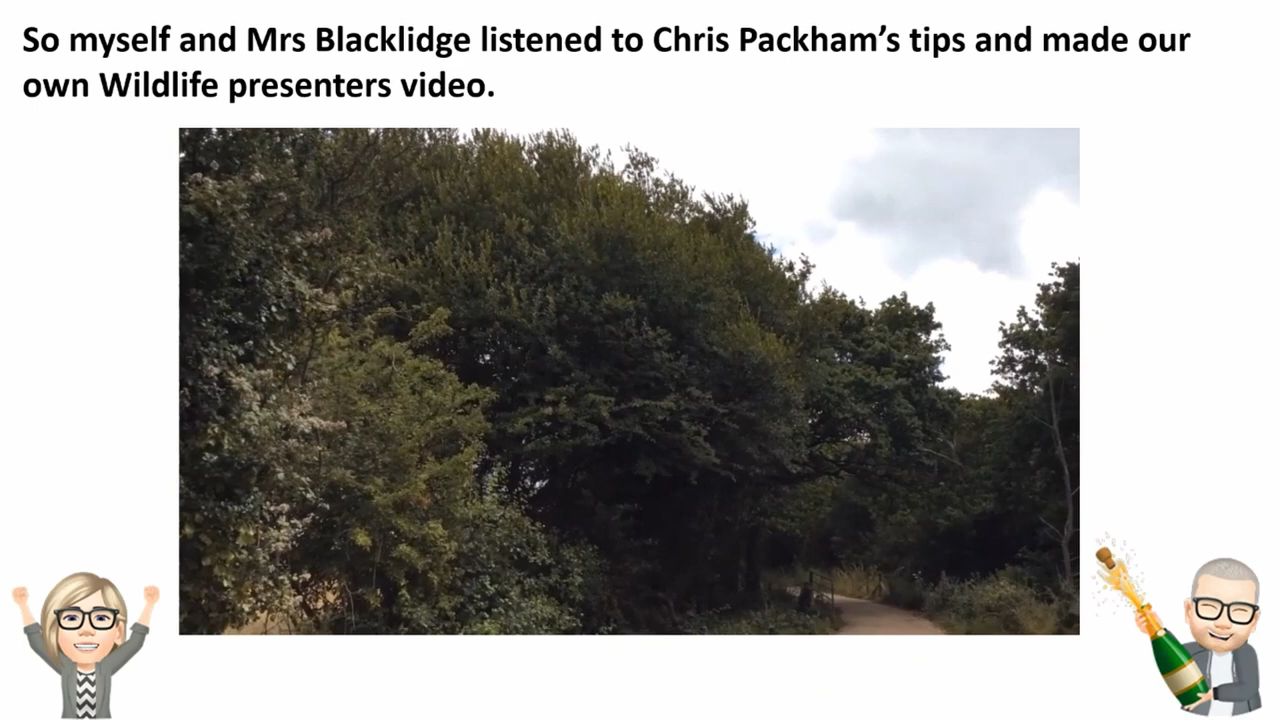 So myself and Mrs Blacklidge listened to Chris Packham’s tips and made our
own Wildlife presenters video.